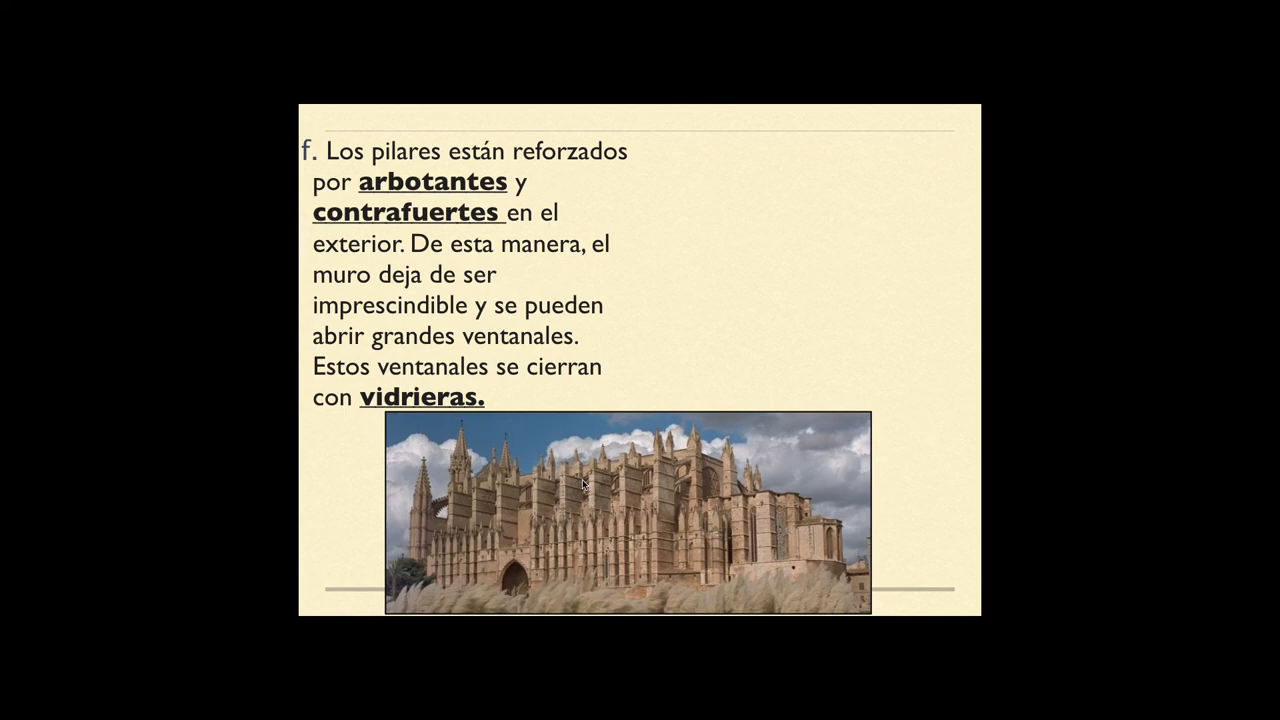 f. Los pilares están reforzados
por arbotantes y
contrafuertes en el
exterior. De esta manera, el
muro deja de ser
imprescindible y se pueden
abrir grandes ventanales.
Estos ventanales se cierran
con vidrieras.